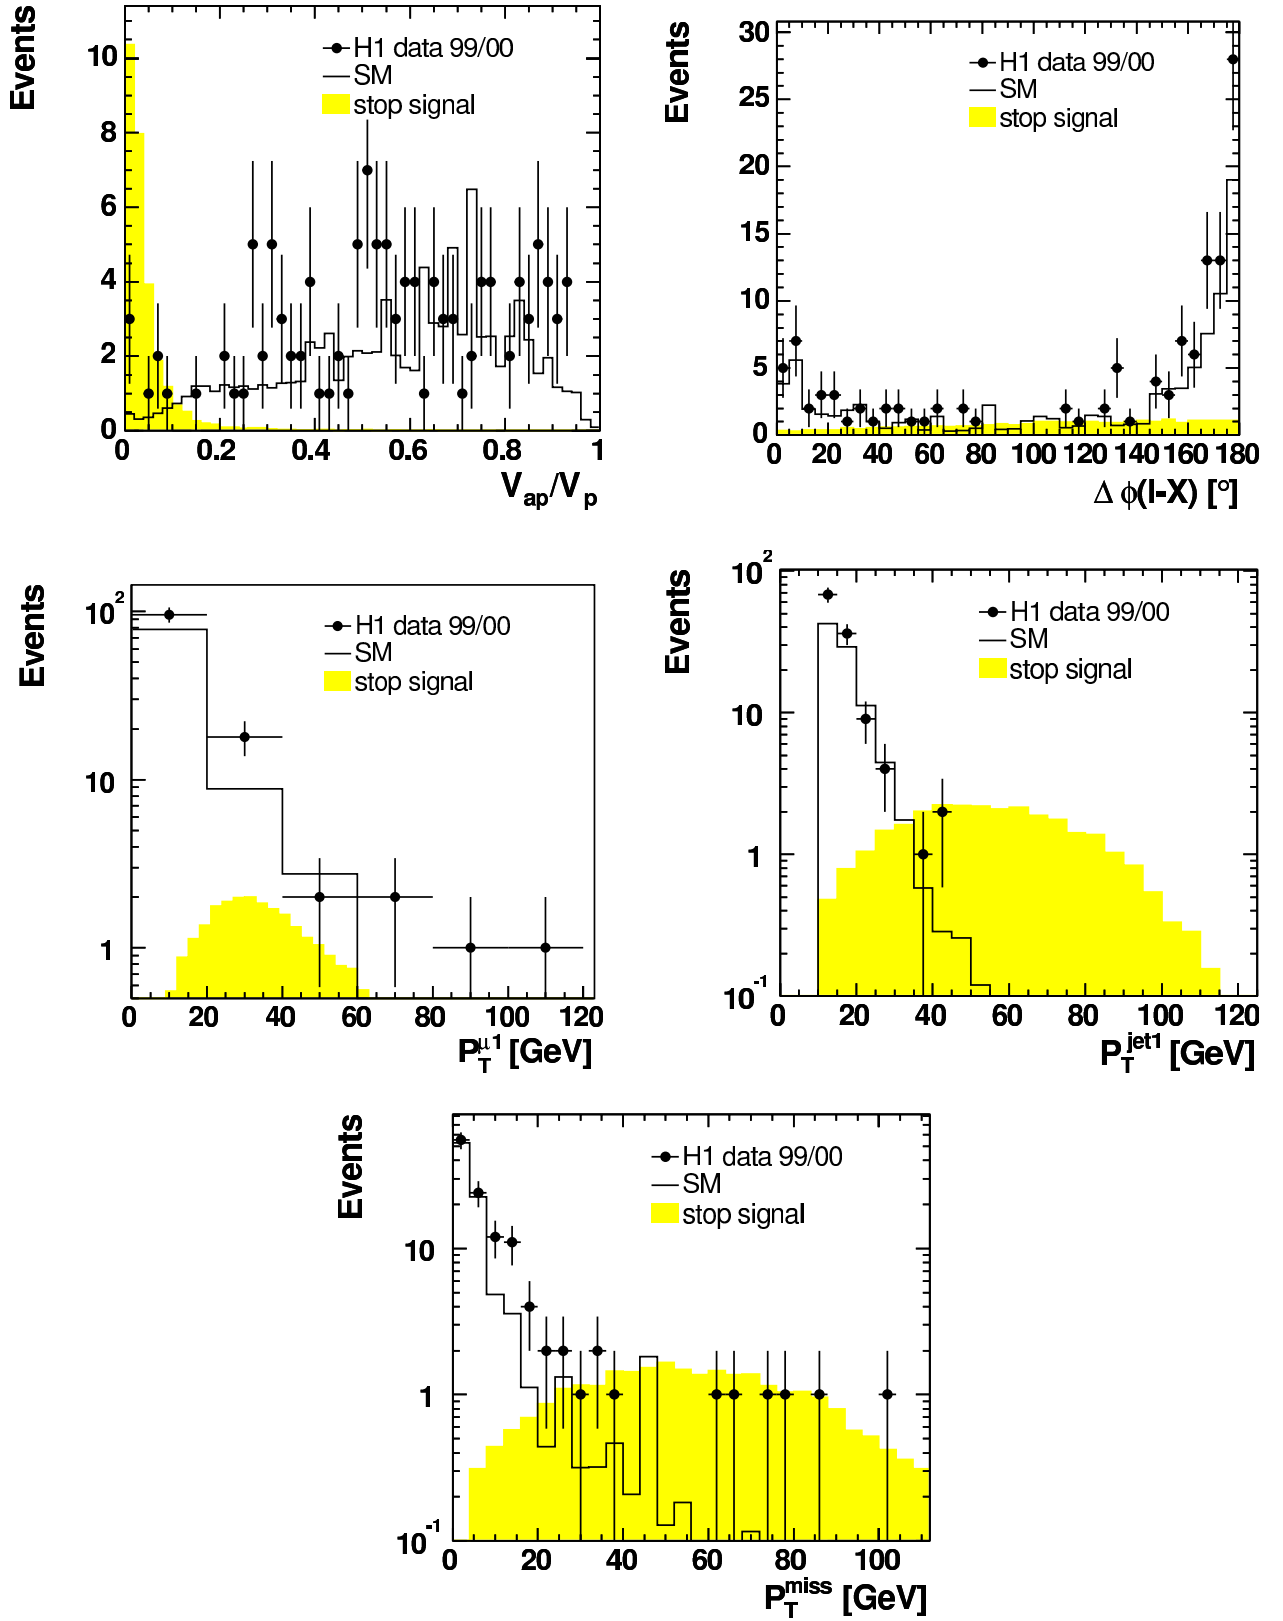 Events
10
8
6
4
2
0
H1 data 99/00
SM
stop signal
0 0.2 0.4 0.6 0.8 1
V_ap/V_p
Events
30
25
20
15
10
5
0
H1 data 99/00
SM
stop signal
0 20 40 60 80 100 120 140 160 180
Δ ϕ(l-X) [°]
Events
10^2
10
1
H1 data 99/00
SM
stop signal
0 20 40 60 80 100 120
P_T^μ1 [GeV]
Events
10^2
10
1
10^-1
H1 data 99/00
SM
stop signal
0 20 40 60 80 100 120
P_T^jet1 [GeV]
Events
10
1
10^-1
H1 data 99/00
SM
stop signal
0 20 40 60 80 100
P_T^miss [GeV]